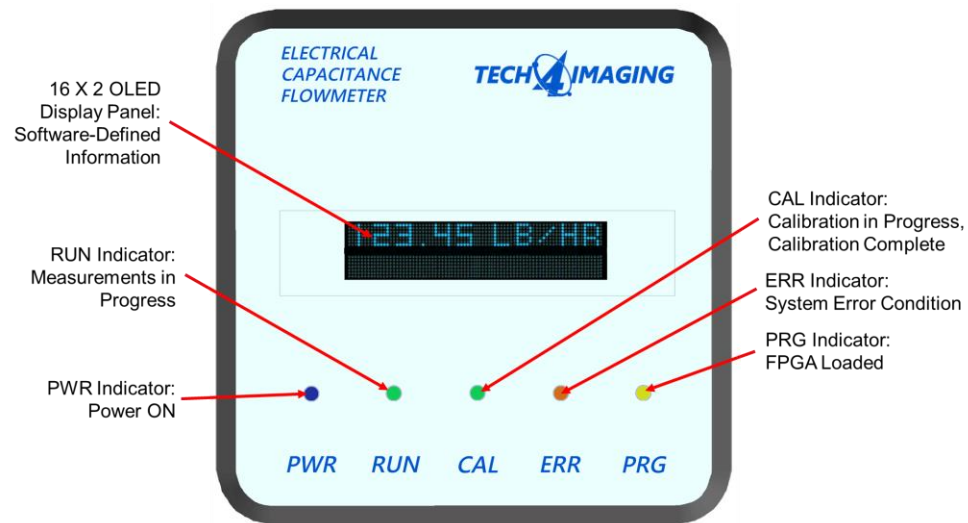 ELECTRICAL
CAPACITANCE
FLOWMETER
TECH4IMAGING
16 X 2 OLED
Display Panel:
Software-Defined
Information
123.45 LB/HR
CAL Indicator:
Calibration in Progress,
Calibration Complete
RUN Indicator:
Measurements in
Progress
ERR Indicator:
System Error Condition
PRG Indicator:
FPGA Loaded
PWR Indicator:
Power ON
PWR RUN CAL ERR PRG